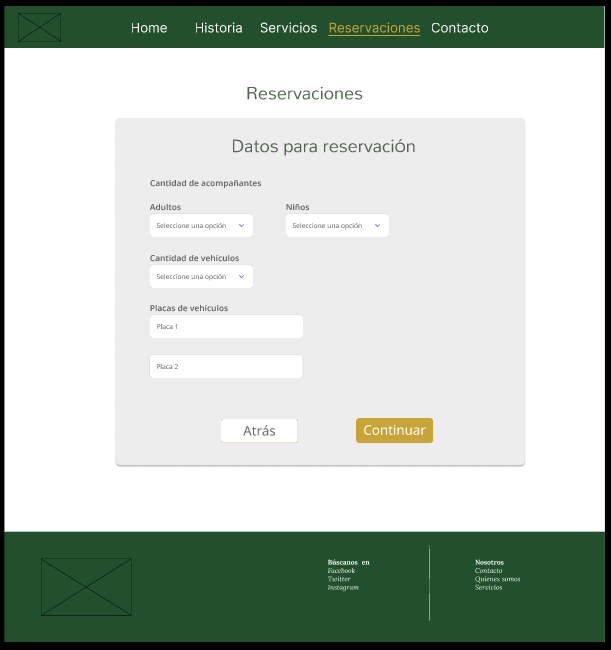 Home Historia Servicios Reservaciones Contacto
Reservaciones
Datos para reservación
Cantidad de acompañantes
Adultos Niños
Seleccione una opción Seleccione una opción
Cantidad de vehículos
Seleccione una opción
Placas de vehículos
Placa 1
Placa 2
Atrás Continuar
Búscanos en
Facebook
Twitter
Instagram
Nosotros
Contacto
Quienes somos
Servicios